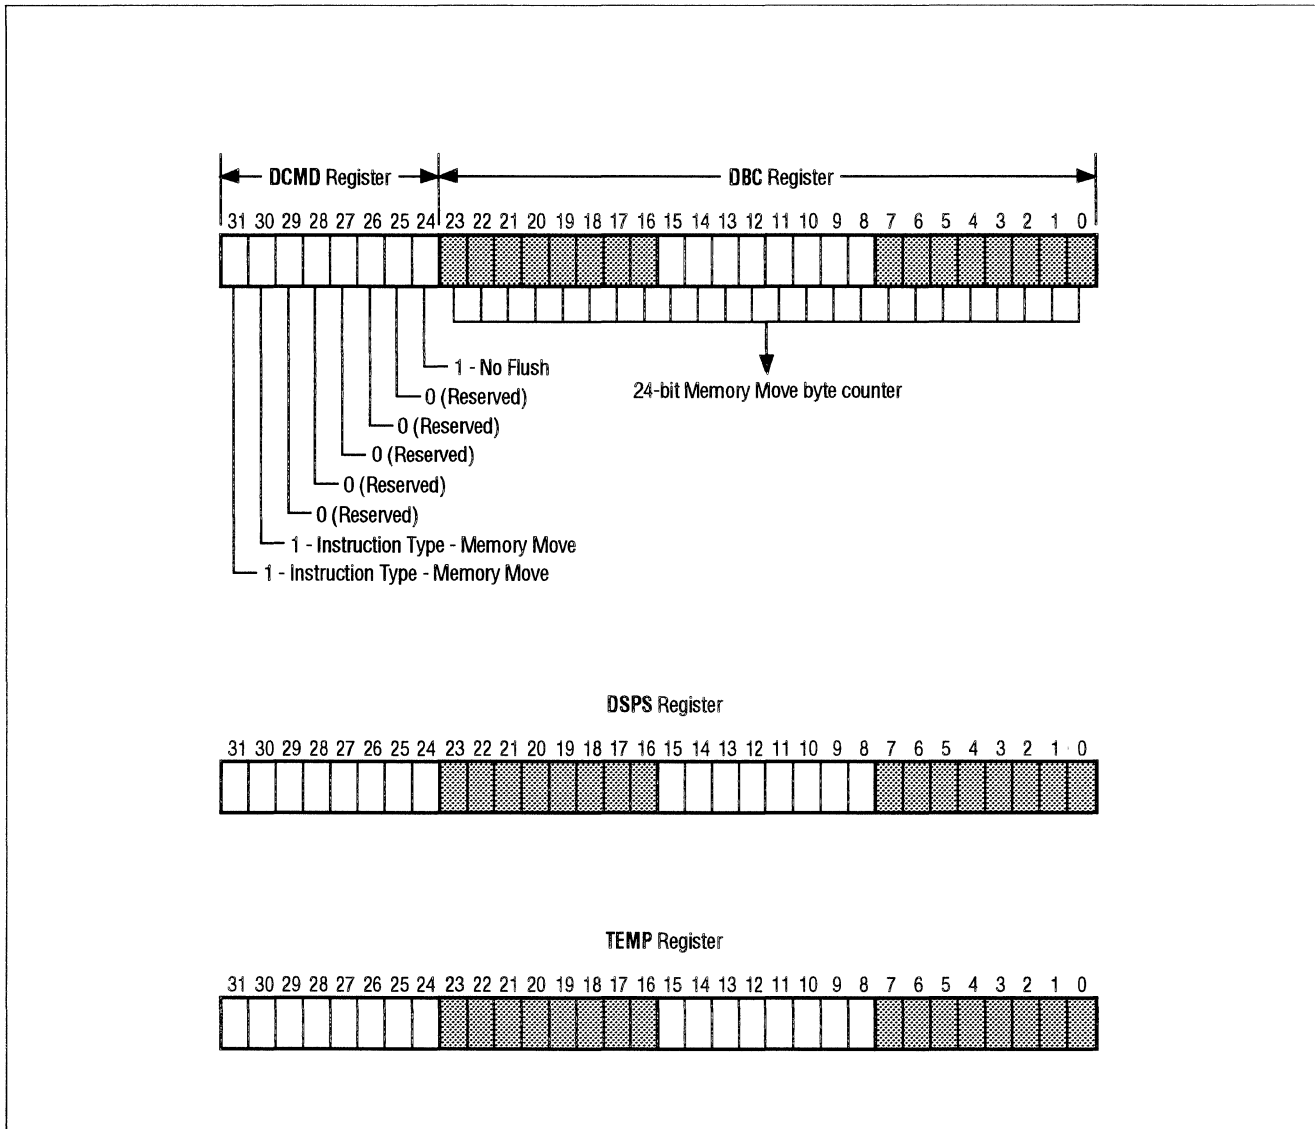 DCMD Register DBC Register
31 30 29 28 27 26 25 24 23 22 21 20 19 18 17 16 15 14 13 12 11 10 9 8 7 6 5 4 3 2 1 0
1 - No Flush
24-bit Memory Move byte counter
0 (Reserved)
0 (Reserved)
0 (Reserved)
0 (Reserved)
0 (Reserved)
1 - Instruction Type - Memory Move
1 - Instruction Type - Memory Move
DSPS Register
31 30 29 28 27 26 25 24 23 22 21 20 19 18 17 16 15 14 13 12 11 10 9 8 7 6 5 4 3 2 1 0
TEMP Register
31 30 29 28 27 26 25 24 23 22 21 20 19 18 17 16 15 14 13 12 11 10 9 8 7 6 5 4 3 2 1 0